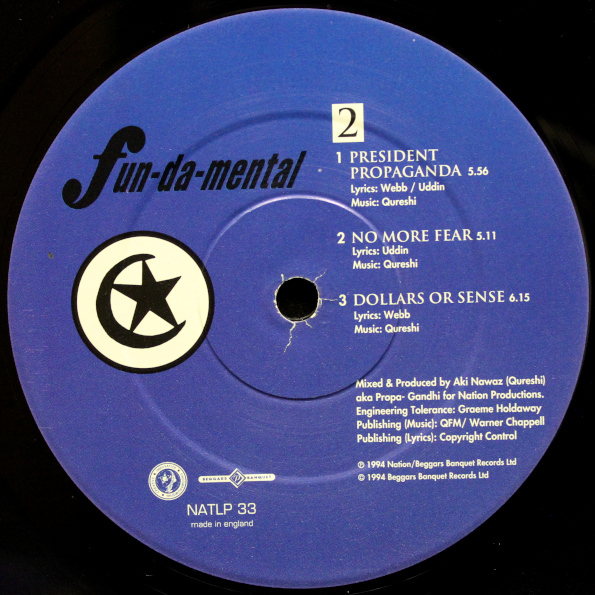 fun-da-mental
2
1 PRESIDENT
PROPAGANDA 5.56
Lyrics: Webb / Uddin
Music: Qureshi
2 NO MORE FEAR 5.11
Lyrics: Uddin
Music: Qureshi
3 DOLLARS OR SENSE 6.15
Lyrics: Webb
Music: Qureshi
Mixed & Produced by Aki Nawaz (Qureshi)
aka Propa- Gandhi for Nation Productions.
Engineering Tolerance: Graeme Holdaway
Publishing (Music): QFM/ Warner Chappell
Publishing (Lyrics): Copyright Control
℗ 1994 Nation/Beggars Banquet Records Ltd
© 1994 Beggars Banquet Records Ltd
BEGGARS BANQUET
NATLP 33
made in england